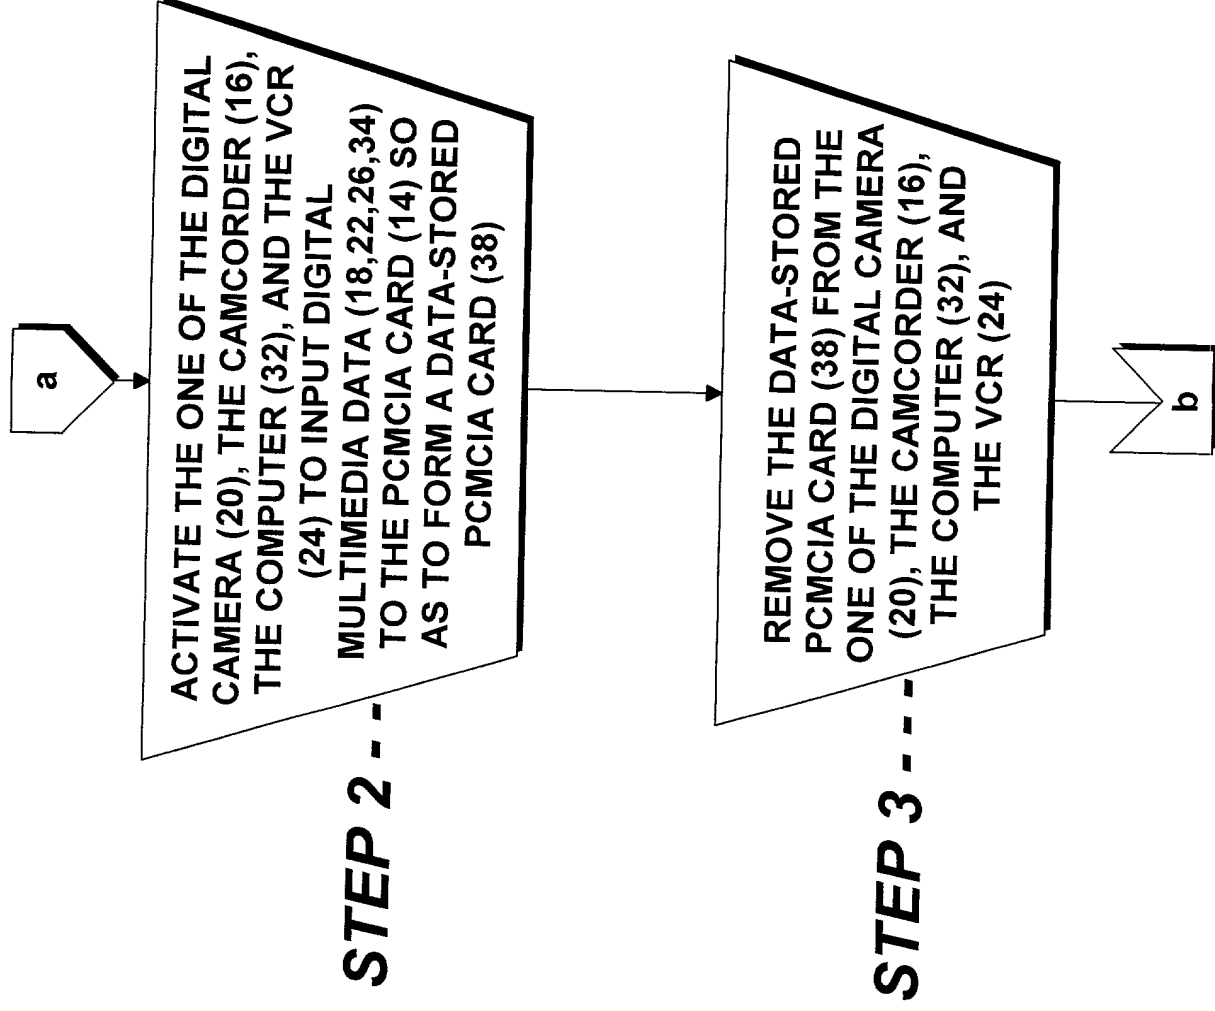 a
ACTIVATE THE ONE OF THE DIGITAL
CAMERA (20), THE CAMCORDER (16),
THE COMPUTER (32), AND THE VCR
(24) TO INPUT DIGITAL
MULTIMEDIA DATA (18,22,26,34)
TO THE PCMCIA CARD (14) SO
AS TO FORM A DATA-STORED
PCMCIA CARD (38)
STEP 2 - -
REMOVE THE DATA-STORED
PCMCIA CARD (38) FROM THE
ONE OF THE DIGITAL CAMERA
(20), THE CAMCORDER (16),
THE COMPUTER (32), AND
THE VCR (24)
STEP 3 - - -
b